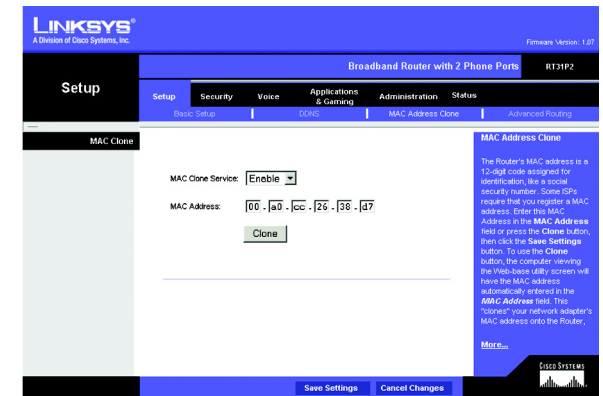 LINKSYS®
A Division of Cisco Systems, Inc.
Firmware Version: 1.07
Broadband Router with 2 Phone Ports
RT31P2
Setup
Setup Security Voice Applications & Gaming Administration Status
Basic Setup DDNS MAC Address Clone Advanced Routing
MAC Clone
MAC Clone Service: Enable
MAC Address: 00 - a0 - cc - 26 - 38 - d7
Clone
MAC Address Clone
The Router's MAC address is a
12-digit code assigned for
identification, like a social
security number. Some ISPs
require that you register a MAC
address. Enter this MAC
Address in the MAC Address
field or press the Clone button,
then click the Save Settings
button. To use the Clone
button, the computer viewing
the Web-base utility screen will
have the MAC address
automatically entered in the
MAC Address field. This
"clones" your network adapter's
MAC address onto the Router,
More...
Save Settings Cancel Changes
CISCO SYSTEMS